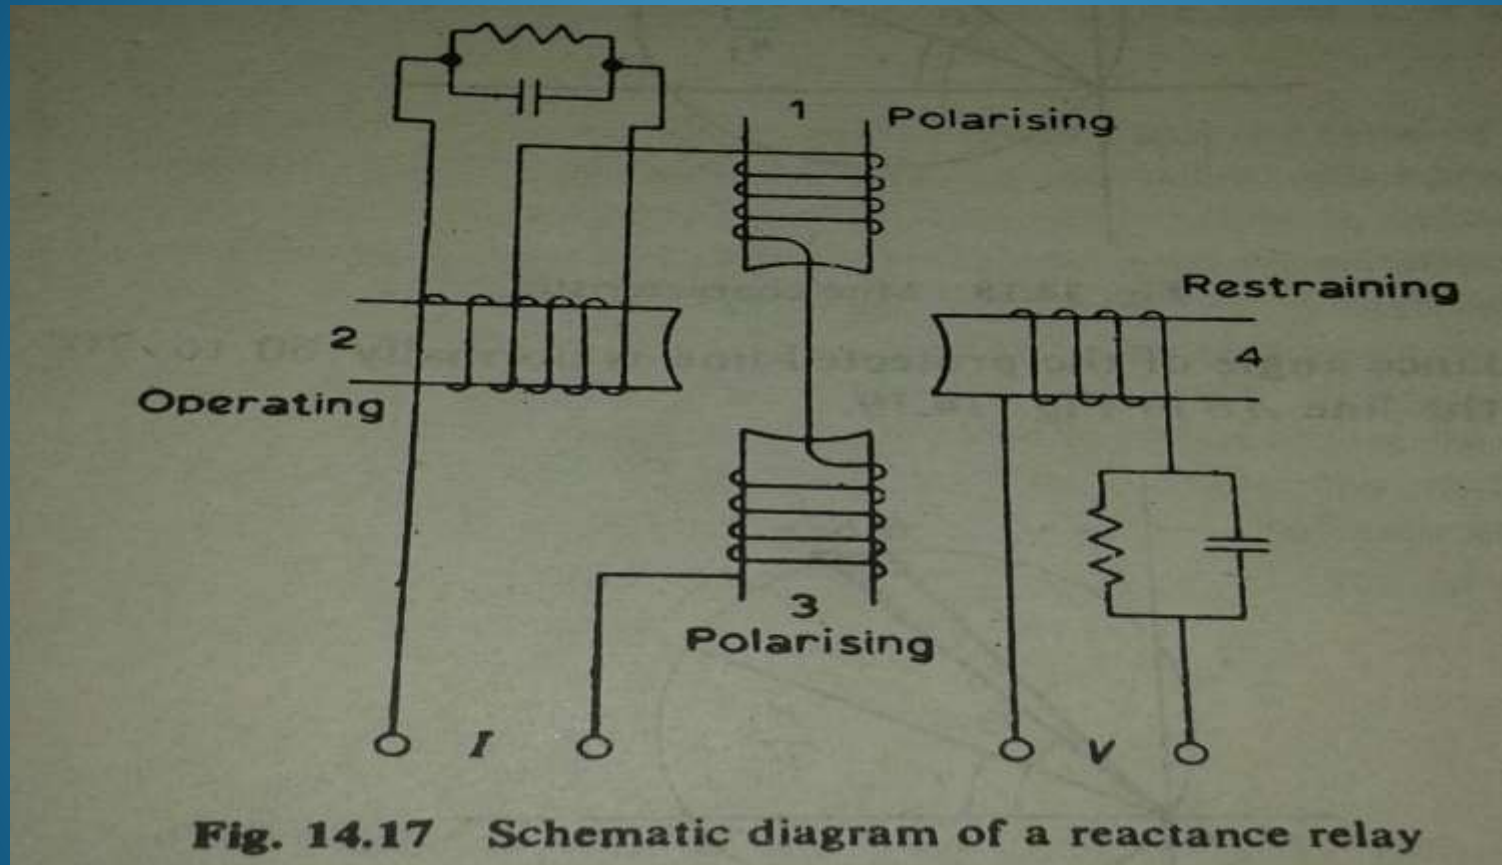 1
Polarising
Restraining
2
4
Operating
3
Polarising
I
V
Fig. 14.17 Schematic diagram of a reactance relay